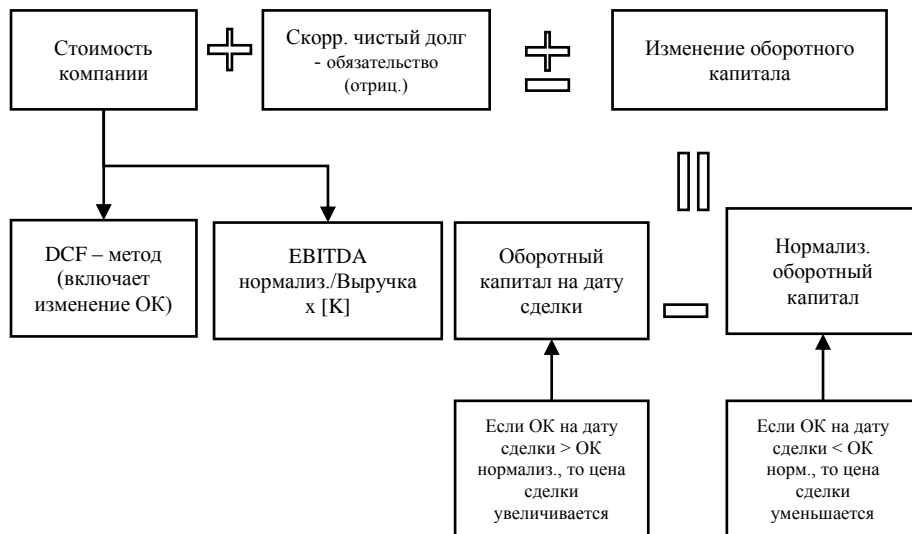 Стоимость
компании
Скорр. чистый долг
- обязательство
(отриц.)
Изменение оборотного
капитала
DCF – метод
(включает
изменение ОК)
EBITDA
нормализ./Выручка
x [K]
Оборотный
капитал на дату
сделки
Нормализ.
оборотный
капитал
Если ОК на дату
сделки > ОК
нормализ., то цена
сделки
увеличивается
Если ОК на дату
сделки < ОК
норм., то цена
сделки
уменьшается